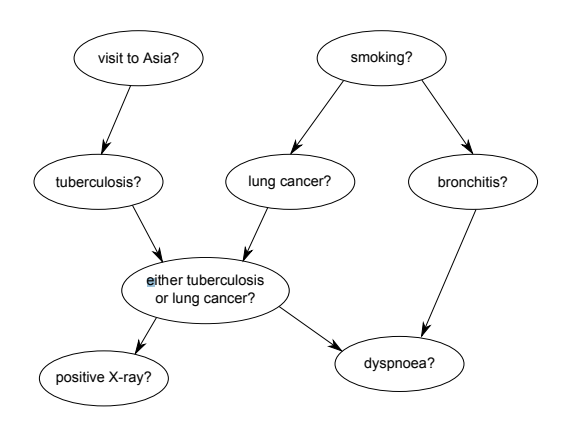 visit to Asia?
smoking?
tuberculosis?
lung cancer?
bronchitis?
either tuberculosis
or lung cancer?
positive X-ray?
dyspnoea?